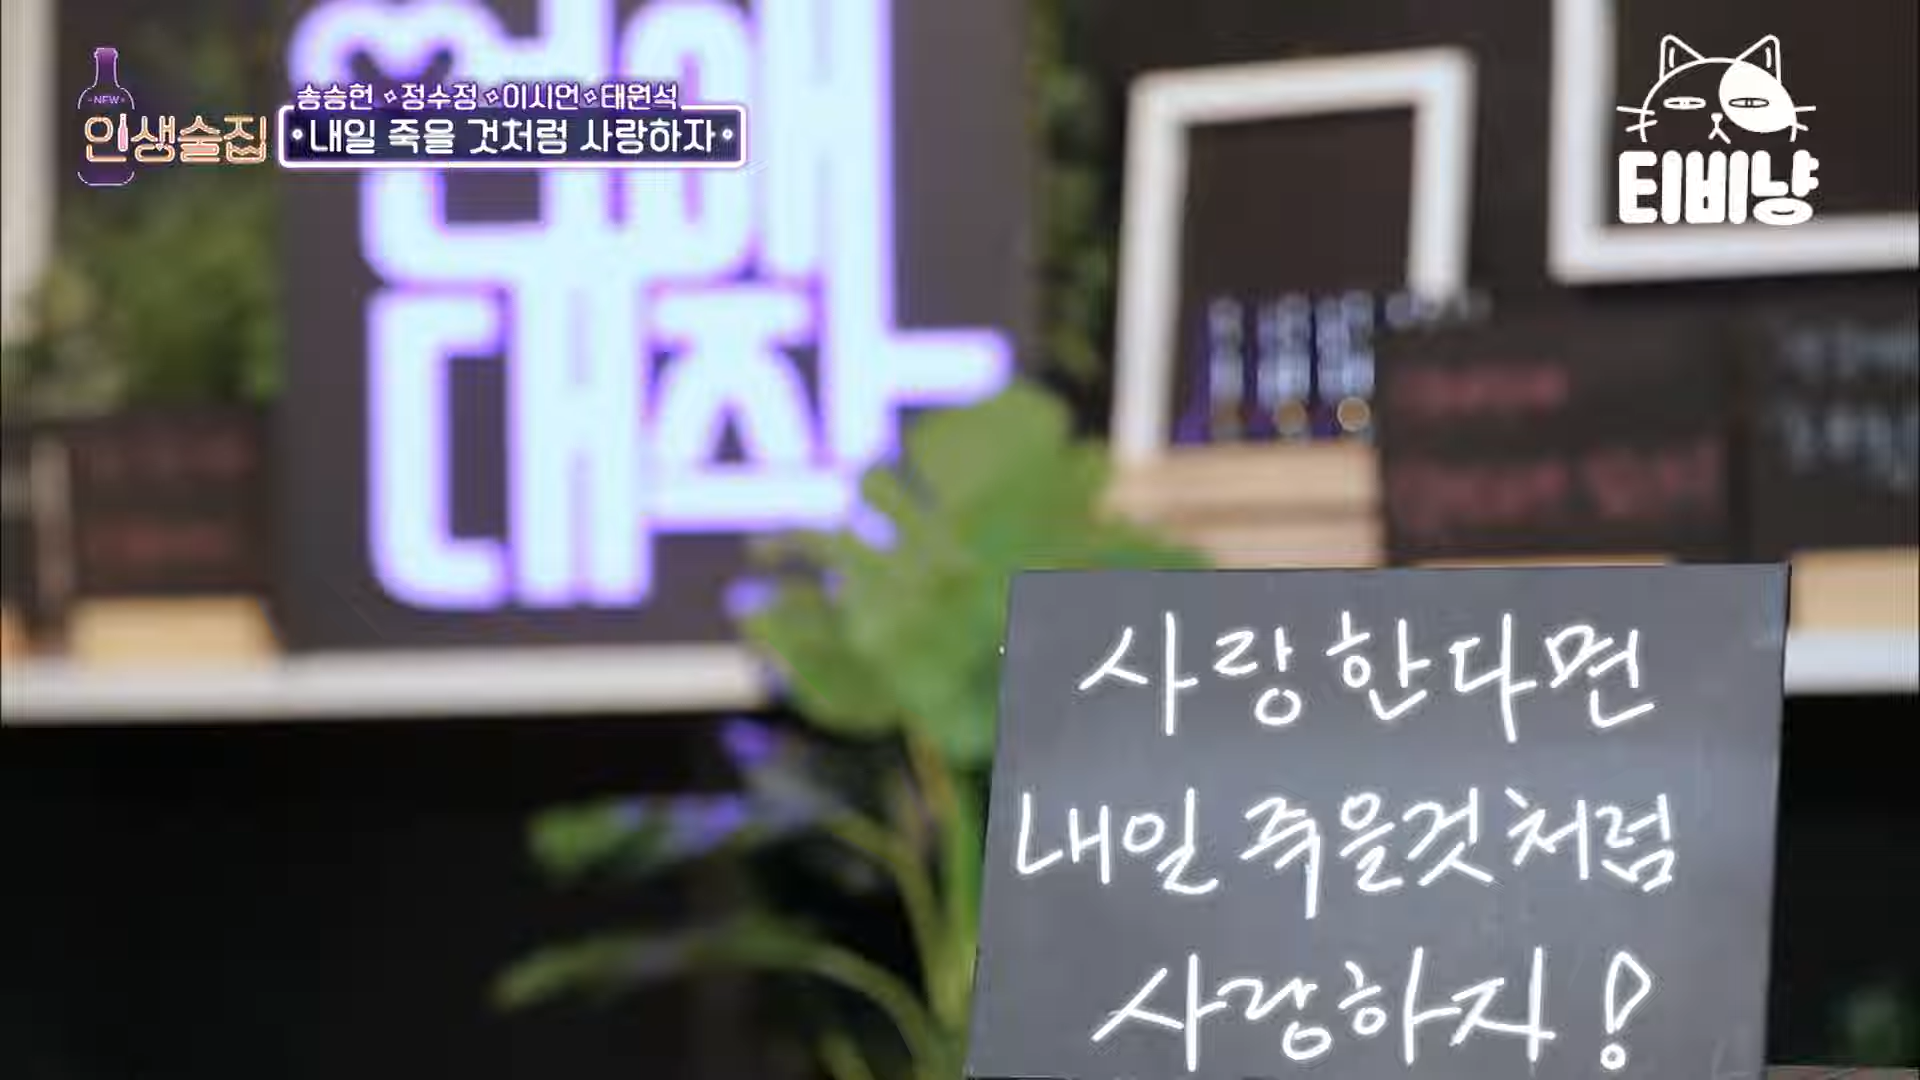 송승헌 정수정 이시언 태원석
NEW
인생술집
내일 죽을 것처럼 사랑하자
티비냥
대작
사랑한다면
내일 죽을것처럼
사랑하자!